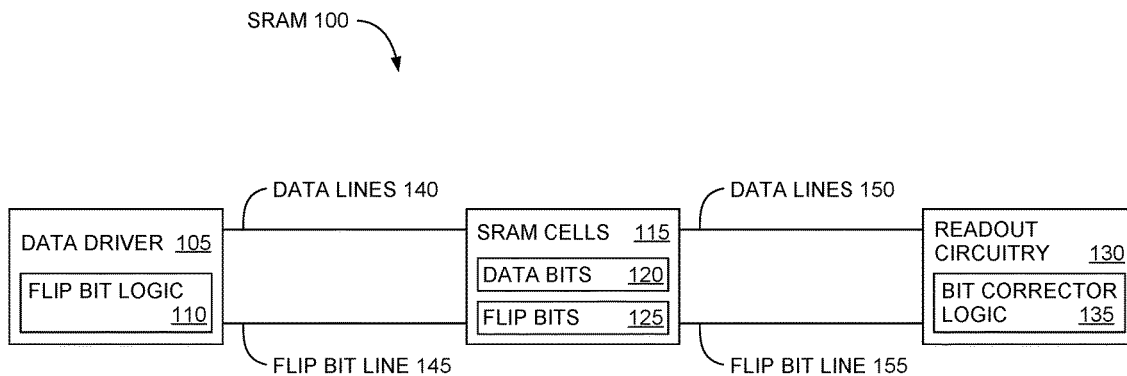 SRAM 100
DATA LINES 140
DATA LINES 150
DATA DRIVER 105
FLIP BIT LOGIC
110
SRAM CELLS 115
DATA BITS 120
FLIP BITS 125
READOUT
CIRCUITRY 130
BIT CORRECTOR
LOGIC 135
FLIP BIT LINE 145
FLIP BIT LINE 155